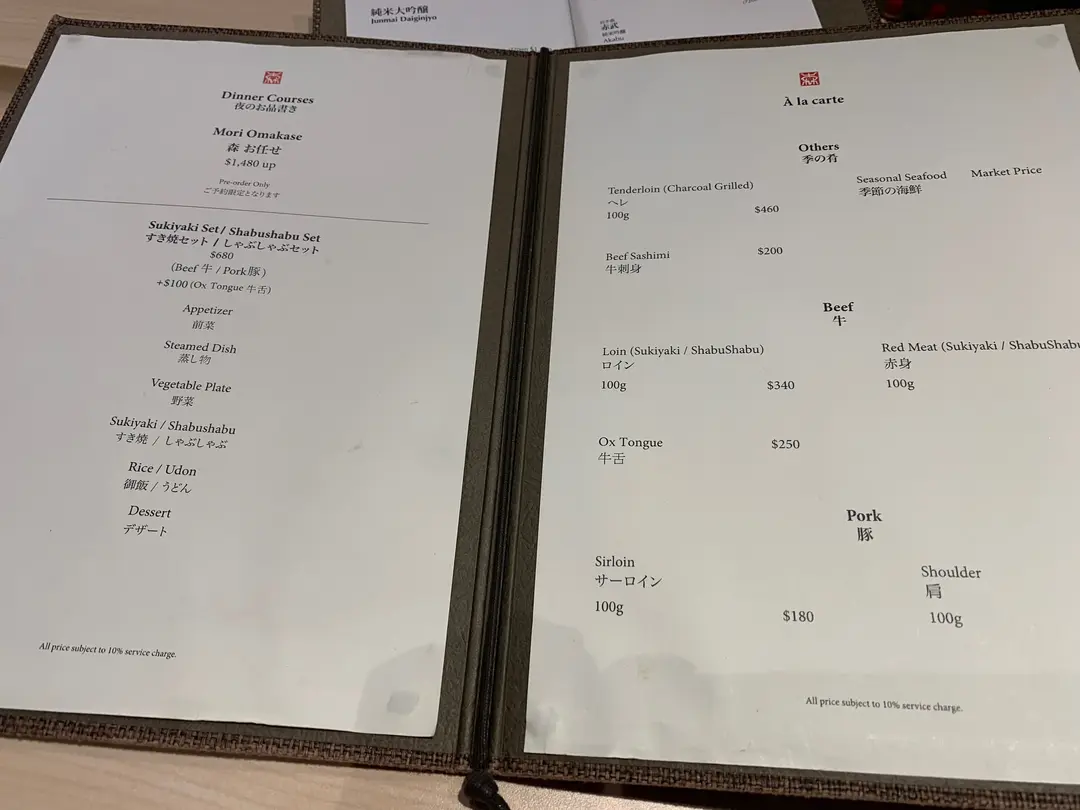 純米大吟醸
Junmai Daiginjyo
赤武
純米吟醸
Akabu
Dinner Courses
夜のお品書き
Mori Omakase
森 お任せ
$1,480 up
Pre-order Only
ご予約限定となります
Sukiyaki Set / Shabushabu Set
すき焼セット / しゃぶしゃぶセット
$680
(Beef 牛 / Pork豚)
+$100 (Ox Tongue 牛舌)
Appetizer
前菜
Steamed Dish
蒸し物
Vegetable Plate
野菜
Sukiyaki / Shabushabu
すき焼 / しゃぶしゃぶ
Rice / Udon
御飯 / うどん
Dessert
デザート
All price subject to 10% service charge.
À la carte
Others
季の肴
Tenderloin (Charcoal Grilled)
ヘレ
100g $460
Seasonal Seafood Market Price
季節の海鮮
Beef Sashimi $200
牛刺身
Beef
牛
Loin (Sukiyaki / ShabuShabu)
ロイン
100g $340
Red Meat (Sukiyaki / ShabuShabu
赤身
100g
Ox Tongue $250
牛舌
Pork
豚
Sirloin
サーロイン
100g $180
Shoulder
肩
100g
All price subject to 10% service charge.